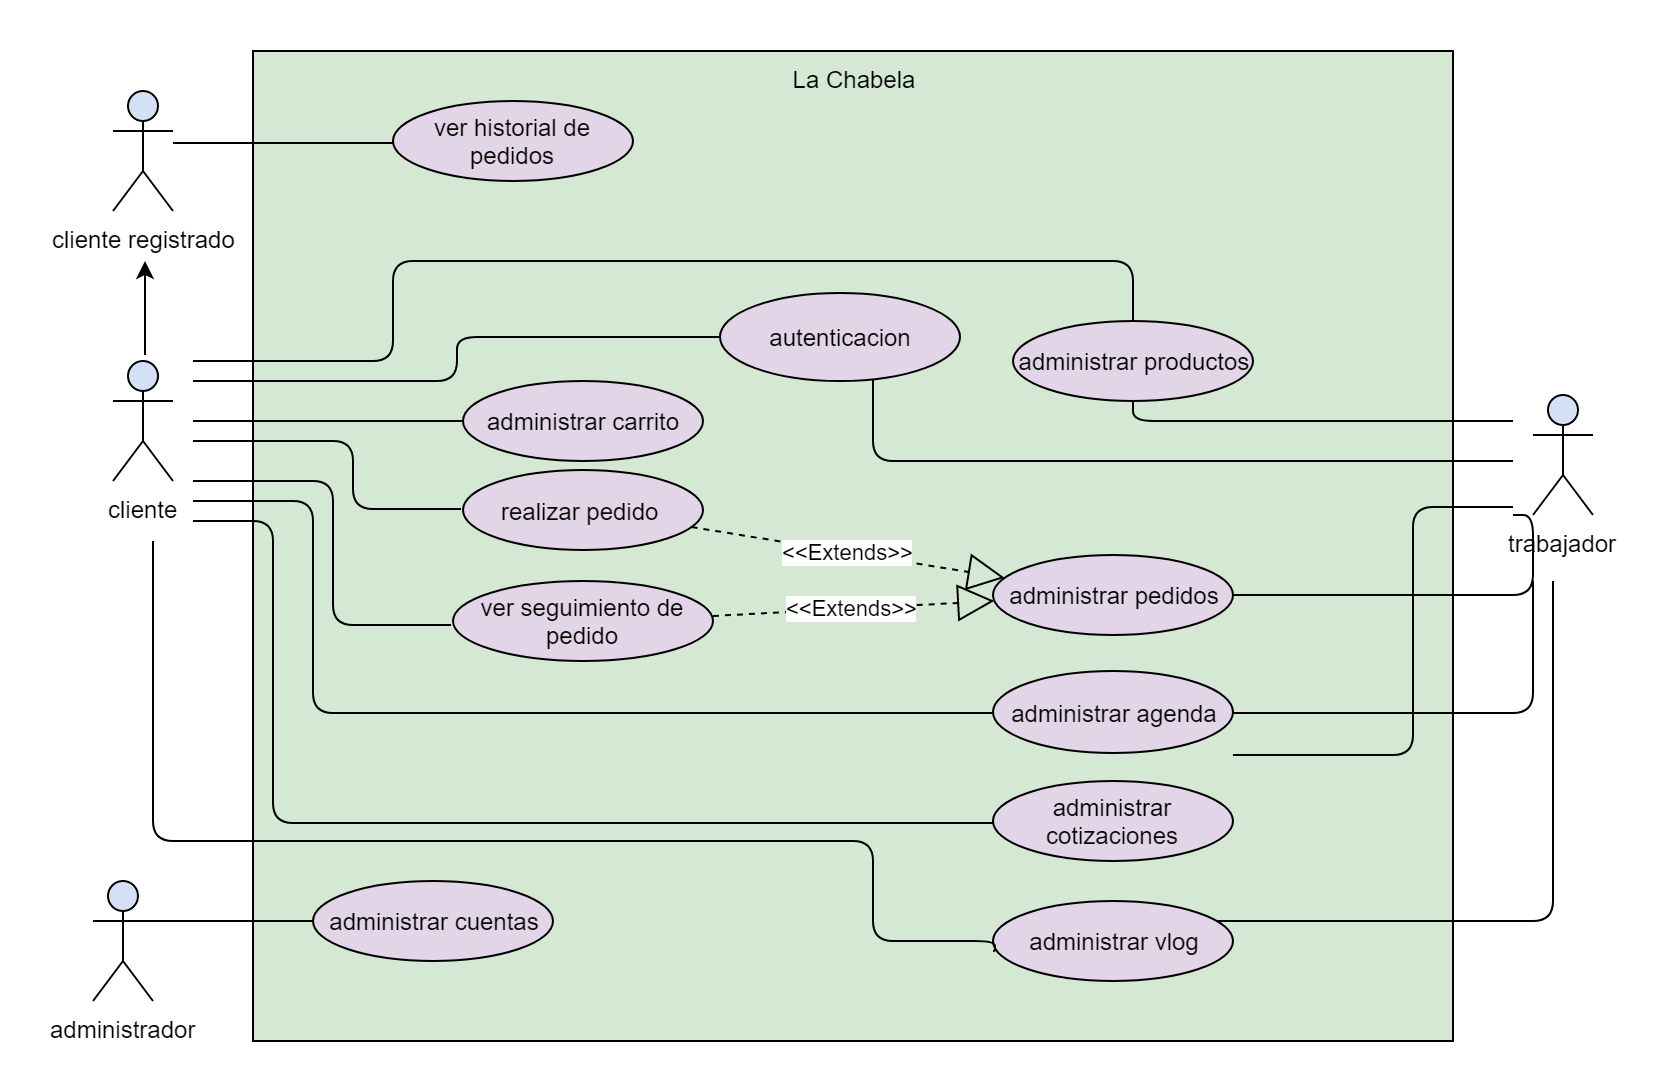 La Chabela
ver historial de
pedidos
cliente registrado
autenticacion
administrar productos
administrar carrito
cliente
realizar pedido
trabajador
<<Extends>>
administrar pedidos
<<Extends>>
ver seguimiento de
pedido
administrar agenda
administrar
cotizaciones
administrar cuentas
administrar vlog
administrador